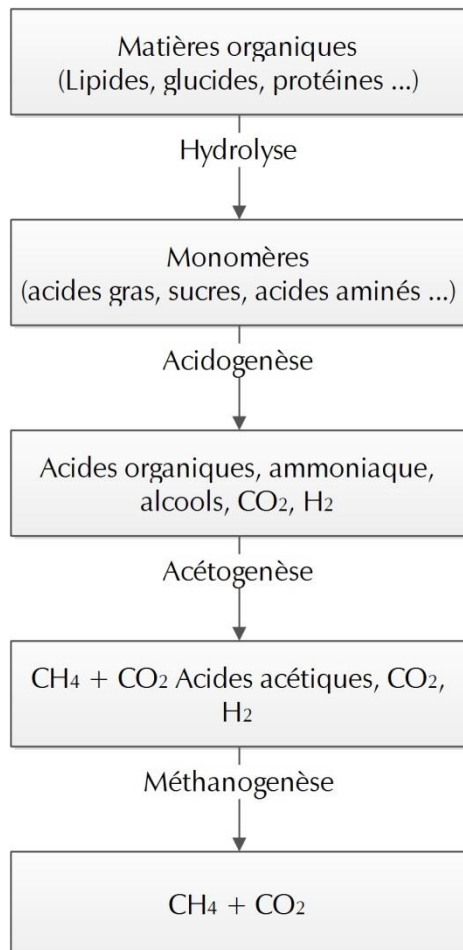 Matières organiques
(Lipides, glucides, protéines ...)
Hydrolyse
Monomères
(acides gras, sucres, acides aminés ...)
Acidogenèse
Acides organiques, ammoniaque,
alcools, CO2, H2
Acétogenèse
CH4 + CO2 Acides acétiques, CO2,
H2
Méthanogenèse
CH4 + CO2